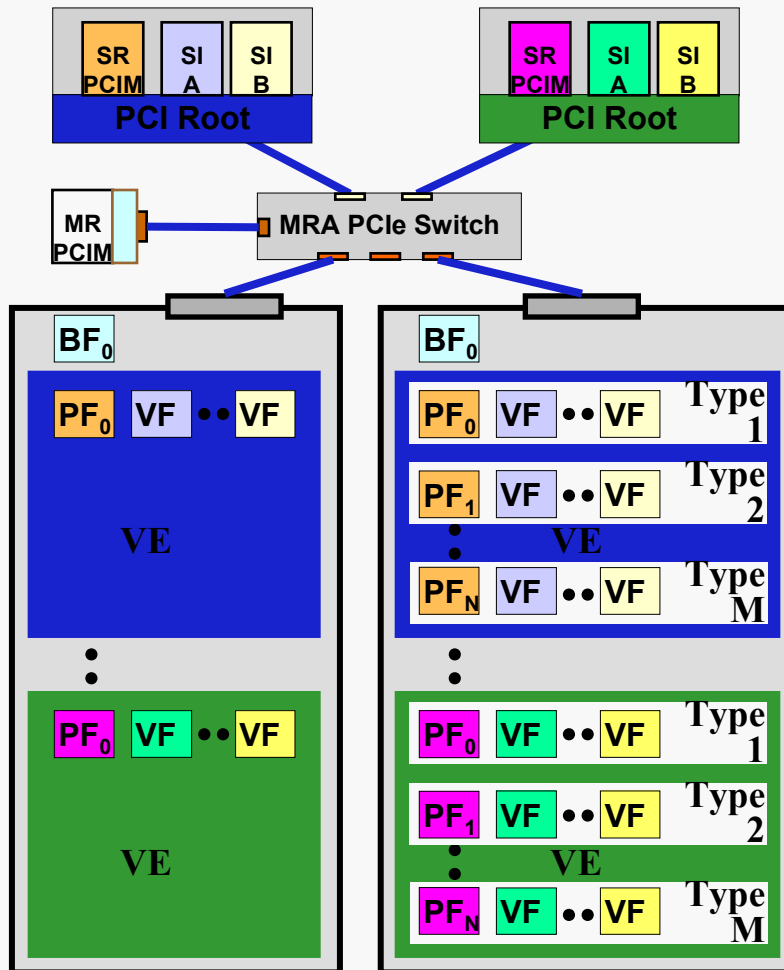 SR
PCIM
SI
A
SI
B
PCI Root
SR
PCIM
SI
A
SI
B
PCI Root
MR
PCIM
MRA PCIe Switch
BF0
PF0 VF •• VF
VE
PF0 VF •• VF
VE
BF0
PF0 VF •• VF Type
1
PF1 VF •• VF Type
2
VE
PFN VF •• VF Type
M
PF0 VF •• VF Type
1
PF1 VF •• VF Type
2
VE
PFN VF •• VF Type
M